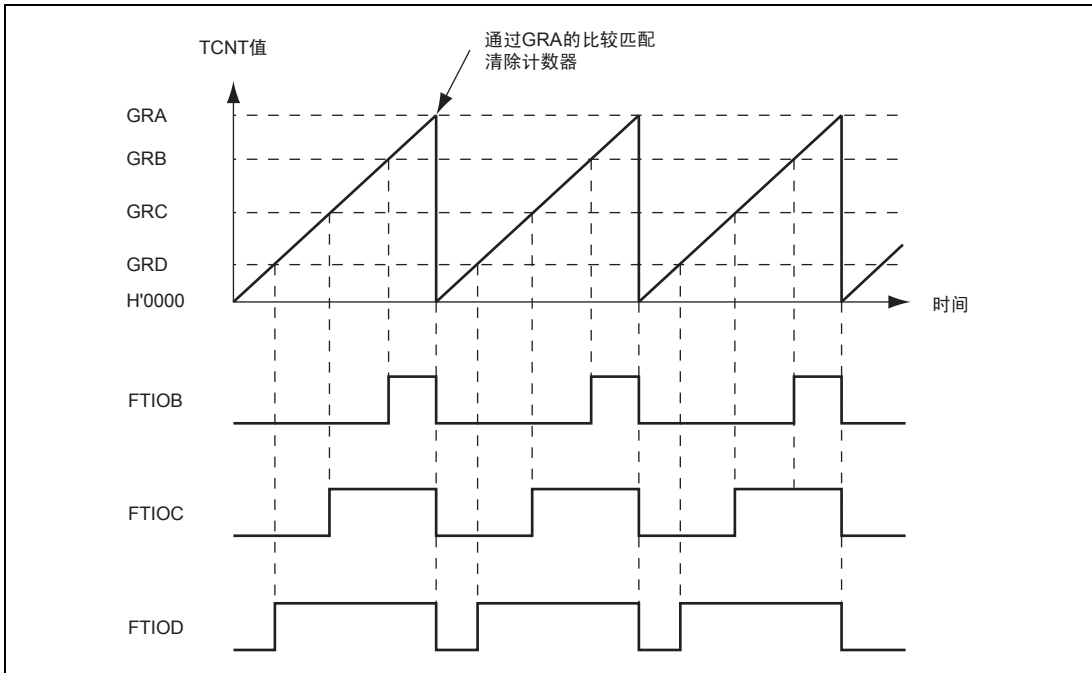 TCNT值
通过GRA的比较匹配
清除计数器
GRA
GRB
GRC
GRD
H'0000
时间
FTIOB
FTIOC
FTIOD